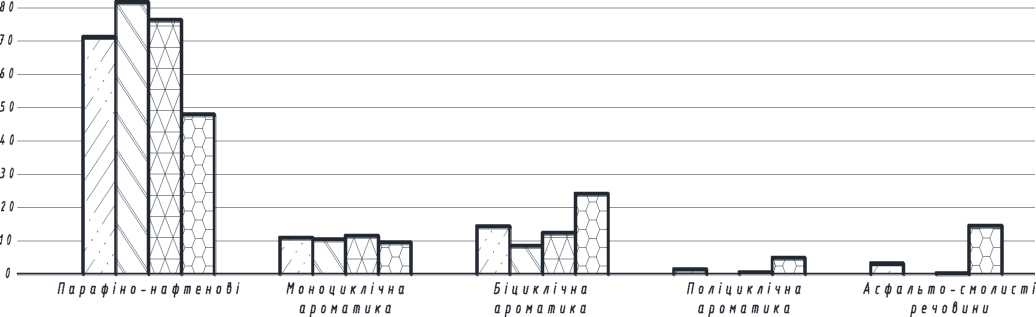 80
70
60
50
40
30
20
10
0
Парафіно-нафтенові
Моноциклічна
ароматика
Біциклічна
ароматика
Поліциклічна
ароматика
Асфальто-смолисті
речовини